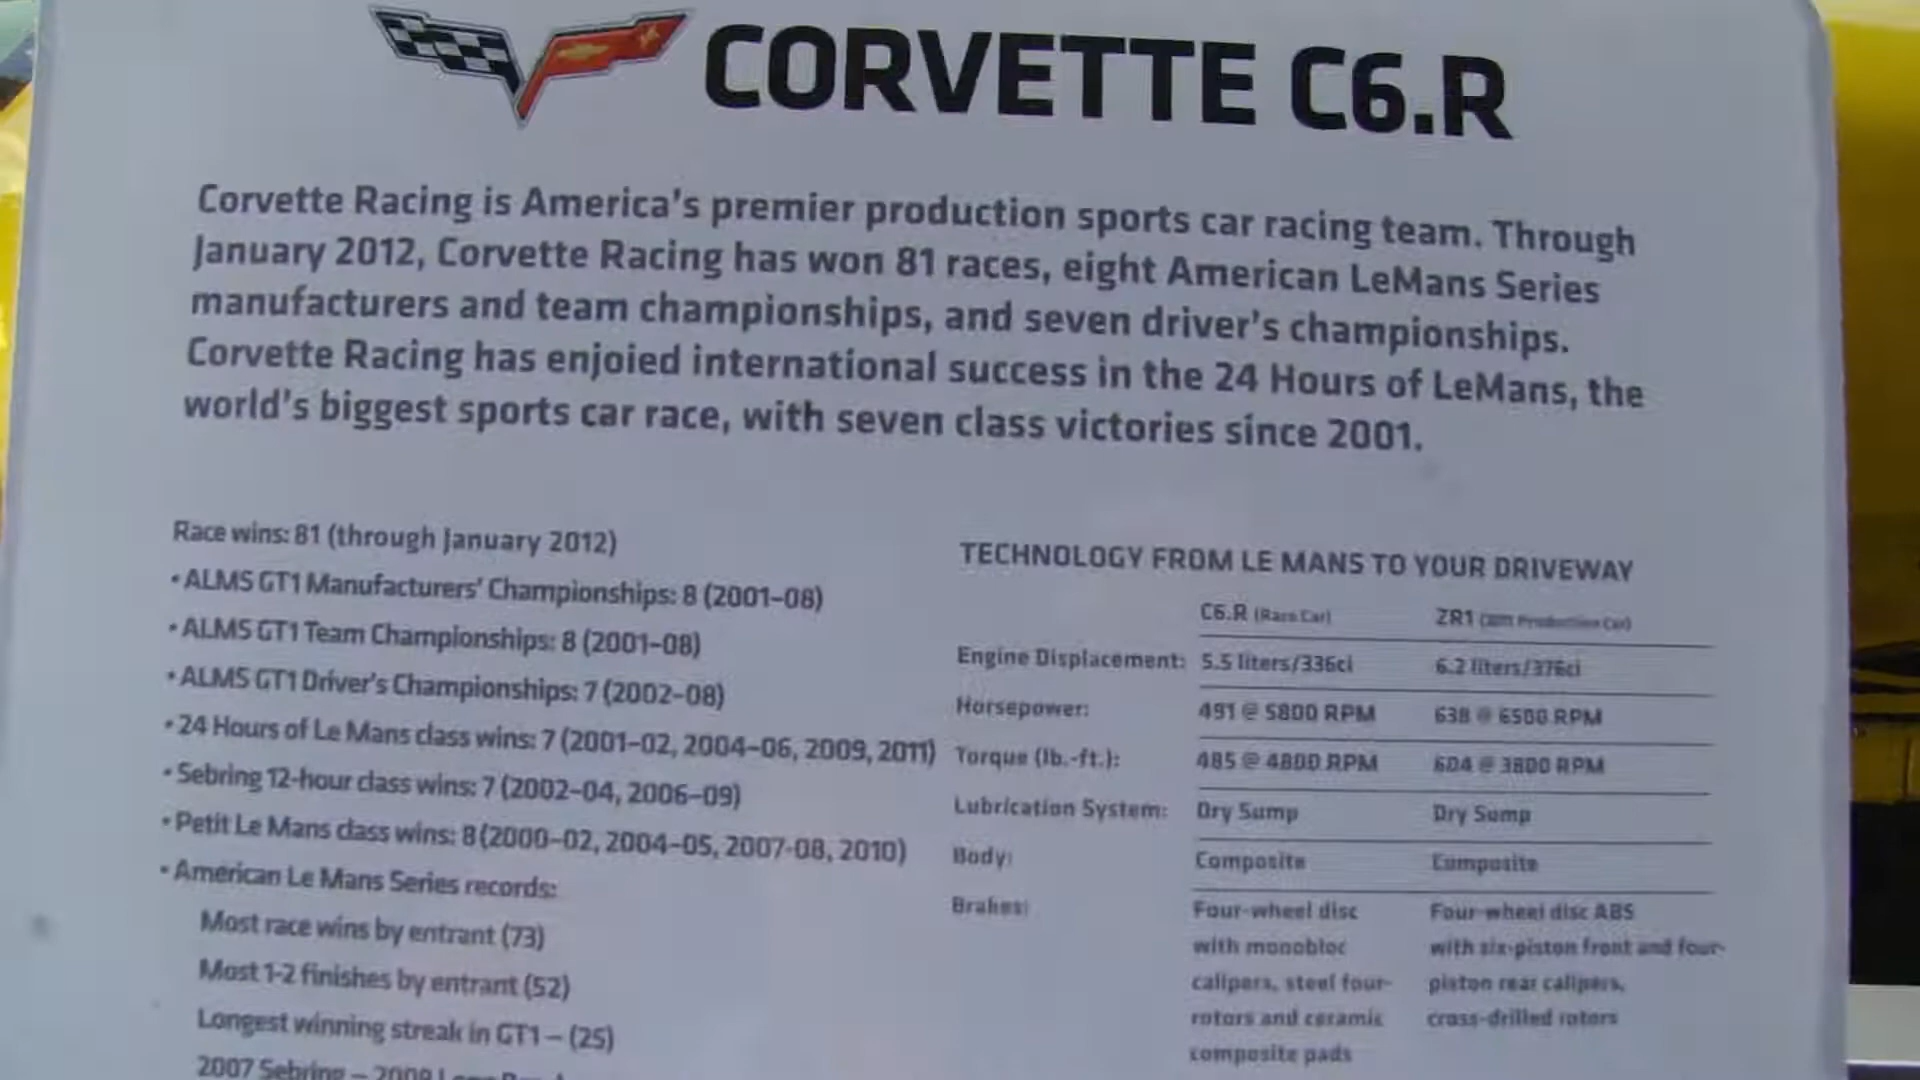 CORVETTE C6.R
Corvette Racing is America's premier production sports car racing team. Through
January 2012, Corvette Racing has won 81 races, eight American LeMans Series
manufacturers and team championships, and seven driver's championships.
Corvette Racing has enjoied international success in the 24 Hours of LeMans, the
world's biggest sports car race, with seven class victories since 2001.
Race wins: 81 (through January 2012)
• ALMS GT1 Manufacturers' Championships: 8 (2001–08)
• ALMS GT1 Team Championships: 8 (2001–08)
• ALMS GT1 Driver's Championships: 7 (2002–08)
• 24 Hours of Le Mans class wins: 7 (2001–02, 2004–06, 2009, 2011)
• Sebring 12-hour class wins: 7 (2002–04, 2006–09)
• Petit Le Mans class wins: 8 (2000–02, 2004–05, 2007-08, 2010)
• American Le Mans Series records:
Most race wins by entrant (73)
Most 1-2 finishes by entrant (52)
Longest winning streak in GT1 – (25)
2007 Sebring – 2009
TECHNOLOGY FROM LE MANS TO YOUR DRIVEWAY
C6.R (Race Car) ZR1 Production Car)
Engine Displacement: 5.5 liters/336ci 6.2 liters/376ci
Horsepower: 491 @ 5800 RPM 638 @ 6500 RPM
Torque (lb.-ft.): 485 @ 4800 RPM 604 @ 3800 RPM
Lubrication System: Dry Sump Dry Sump
Body: Composite Composite
Brakes: Four-wheel disc Four-wheel disc ABS
with monobloc with six-piston front and four-
calipers, steel four- piston rear calipers,
rotors and ceramic cross-drilled rotors
composite pads